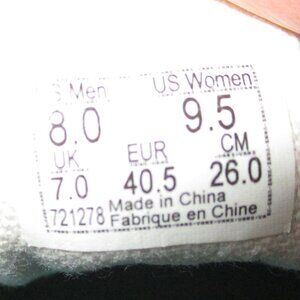 S Men US Women
8.0 9.5
UK EUR CM
7.0 40.5 26.0
721278 Made in China
Fabrique en Chine